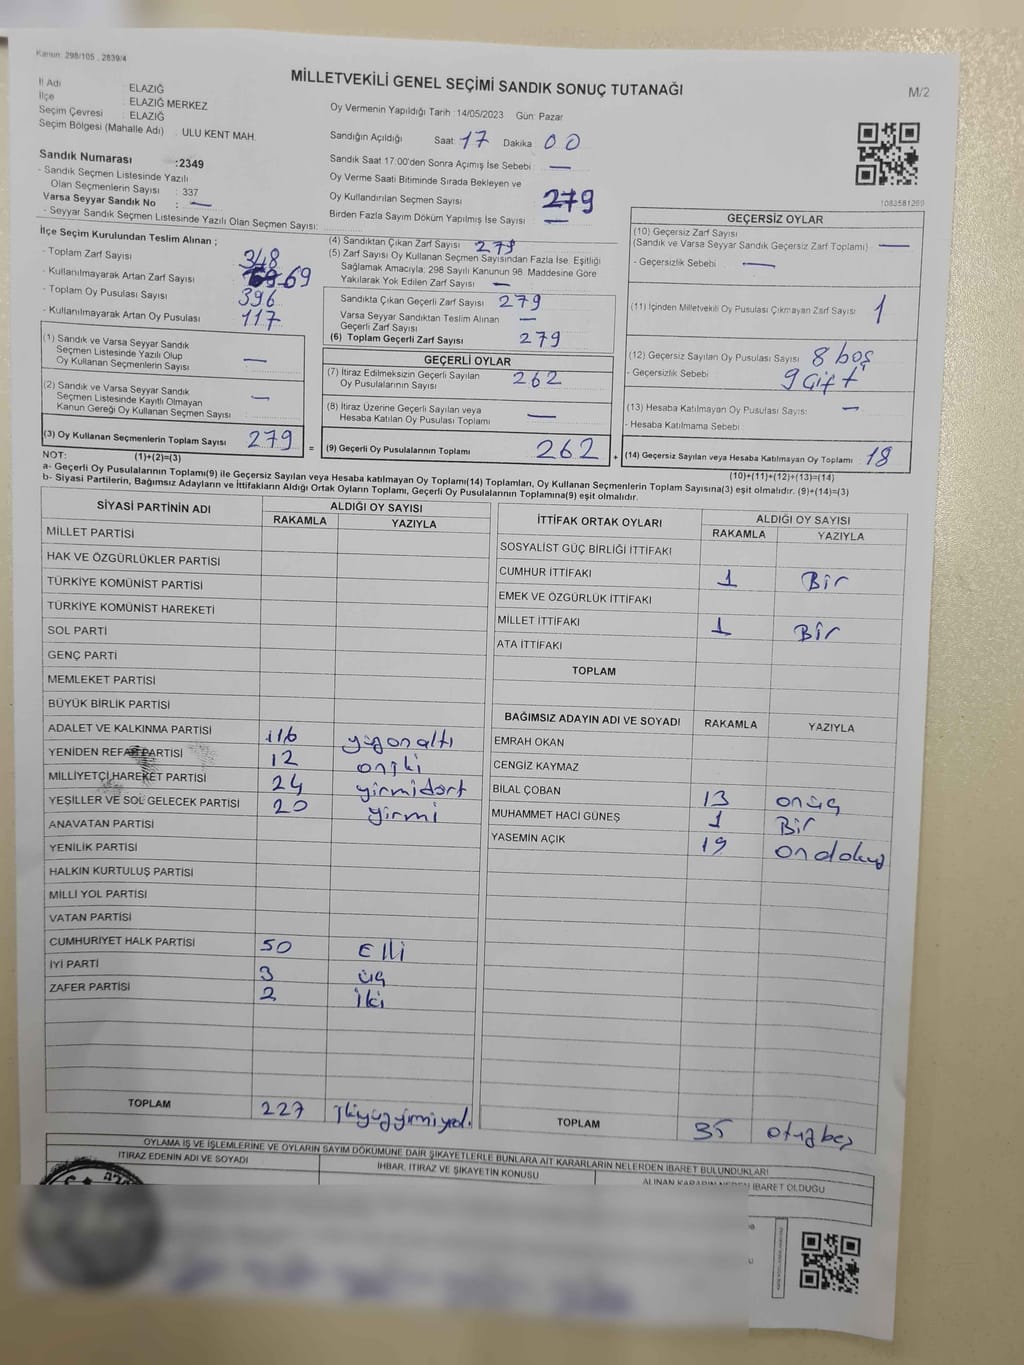 Kanun: 298/105 , 2839/4
MİLLETVEKİLİ GENEL SEÇİMİ SANDIK SONUÇ TUTANAĞI
M/2
İl Adı ELAZIĞ
İlçe ELAZIĞ MERKEZ
Seçim Çevresi : ELAZIĞ
Seçim Bölgesi (Mahalle Adı) : ULU KENT MAH.
Sandık Numarası :2349
- Sandık Seçmen Listesinde Yazılı
Olan Seçmenlerin Sayısı : 337
Varsa Seyyar Sandık No : —
- Seyyar Sandık Seçmen Listesinde Yazılı Olan Seçmen Sayısı:
Oy Vermenin Yapıldığı Tarih :14/05/2023 Gün: Pazar
Sandığın Açıldığı Saat 17 Dakika 00
Sandık Saat 17:00'den Sonra Açımış İse Sebebi : —
Oy Verme Saati Bitiminde Sırada Bekleyen ve
Oy Kullandırılan Seçmen Sayısı 279
Birden Fazla Sayım Döküm Yapılmış İse Sayısı —
1083581269
İlçe Seçim Kurulundan Teslim Alınan ;
- Toplam Zarf Sayısı 348
- Kullanılmayarak Artan Zarf Sayısı 69
- Toplam Oy Pusulası Sayısı 396
- Kullanılmayarak Artan Oy Pusulası 117
(1) Sandık ve Varsa Seyyar Sandık
Seçmen Listesinde Yazılı Olup
Oy Kullanan Seçmenlerin Sayısı —
(2) Sandık ve Varsa Seyyar Sandık
Seçmen Listesinde Kayıtlı Olmayan
Kanun Gereği Oy Kullanan Seçmen Sayısı —
(3) Oy Kullanan Seçmenlerin Toplam Sayısı 279 =
(1)+(2)=(3)
(4) Sandıktan Çıkan Zarf Sayısı 279
(5) Zarf Sayısı Oy Kullanan Seçmen Sayısından Fazla İse; Eşitliği
Sağlamak Amacıyla; 298 Sayılı Kanunun 98. Maddesine Göre
Yakılarak Yok Edilen Zarf Sayısı : —
Sandıkta Çıkan Geçerli Zarf Sayısı 279
Varsa Seyyar Sandıktan Teslim Alınan
Geçerli Zarf Sayısı —
(6) Toplam Geçerli Zarf Sayısı 279
GEÇERLİ OYLAR
(7) İtiraz Edilmeksizin Geçerli Sayılan
Oy Pusulalarının Sayısı 262
(8) İtiraz Üzerine Geçerli Sayılan veya
Hesaba Katılan Oy Pusulası Toplamı —
(9) Geçerli Oy Pusulalarının Toplamı 262 +
GEÇERSİZ OYLAR
(10) Geçersiz Zarf Sayısı
(Sandık ve Varsa Seyyar Sandık Geçersiz Zarf Toplamı) —
- Geçersizlik Sebebi : —
(11) İçinden Milletvekili Oy Pusulası Çıkmayan Zarf Sayısı: 1
(12) Geçersiz Sayılan Oy Pusulası Sayısı 8 boş
- Geçersizlik Sebebi : 9 Çift
(13) Hesaba Katılmayan Oy Pusulası Sayısı: —
- Hesaba Katılmama Sebebi :
(14) Geçersiz Sayılan veya Hesaba Katılmayan Oy Toplamı 18
(10)+(11)+(12)+(13)=(14)
NOT:
a- Geçerli Oy Pusulalarının Toplamı(9) ile Geçersiz Sayılan veya Hesaba katılmayan Oy Toplamı(14) Toplamları, Oy Kullanan Seçmenlerin Toplam Sayısına(3) eşit olmalıdır. (9)+(14)=(3)
b- Siyasi Partilerin, Bağımsız Adayların ve İttifakların Aldığı Ortak Oyların Toplamı, Geçerli Oy Pusulalarının Toplamına(9) eşit olmalıdır.
SİYASİ PARTİNİN ADI ALDIĞI OY SAYISI
RAKAMLA YAZIYLA
MİLLET PARTİSİ
HAK VE ÖZGÜRLÜKLER PARTİSİ
TÜRKİYE KOMÜNİST PARTİSİ
TÜRKİYE KOMÜNİST HAREKETİ
SOL PARTİ
GENÇ PARTİ
MEMLEKET PARTİSİ
BÜYÜK BİRLİK PARTİSİ
ADALET VE KALKINMA PARTİSİ 116 yüzonaltı
YENİDEN REFAH PARTİSİ 12 oniki
MİLLİYETÇİ HAREKET PARTİSİ 24 yirmidört
YEŞİLLER VE SOL GELECEK PARTİSİ 20 yirmi
ANAVATAN PARTİSİ
YENİLİK PARTİSİ
HALKIN KURTULUŞ PARTİSİ
MİLLİ YOL PARTİSİ
VATAN PARTİSİ
CUMHURİYET HALK PARTİSİ 50 Elli
İYİ PARTİ 3 üç
ZAFER PARTİSİ 2 İki
TOPLAM 227 İkiyüzyirmiyed.
İTTİFAK ORTAK OYLARI ALDIĞI OY SAYISI
RAKAMLA YAZIYLA
SOSYALİST GÜÇ BİRLİĞİ İTTİFAKI
CUMHUR İTTİFAKI 1 Bir
EMEK VE ÖZGÜRLÜK İTTİFAKI
MİLLET İTTİFAKI 1 Bir
ATA İTTİFAKI
TOPLAM
BAĞIMSIZ ADAYIN ADI VE SOYADI RAKAMLA YAZIYLA
EMRAH OKAN
CENGİZ KAYMAZ
BİLAL ÇOBAN 13 onüç
MUHAMMET HACİ GÜNEŞ 1 Bir
YASEMİN AÇIK 19 ondokuz
TOPLAM 35 otuzbeş
OYLAMA İŞ VE İŞLEMLERİNE VE OYLARIN SAYIM DÖKÜMÜNE DAİR ŞİKAYETLERLE BUNLARA AİT KARARLARIN NELERDEN İBARET BULUNDUKLARI
İTİRAZ EDENİN ADI VE SOYADI
İHBAR, İTİRAZ VE ŞİKAYETİN KONUSU
ALINAN KARARIN NEDEN İBARET OLDUĞU